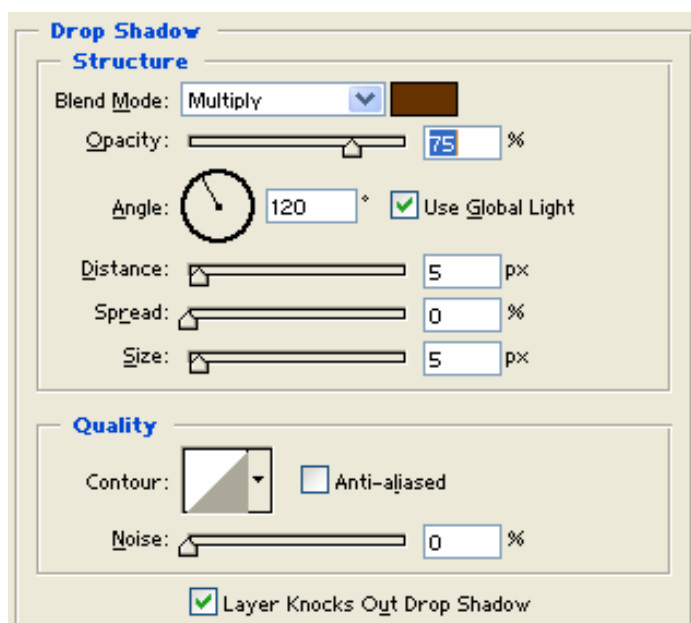 Drop Shadow
Structure
Blend Mode: Multiply
Opacity: 75 %
Angle: 120 ° Use Global Light
Distance: 5 px
Spread: 0 %
Size: 5 px
Quality
Contour: Anti-aliased
Noise: 0 %
Layer Knocks Out Drop Shadow